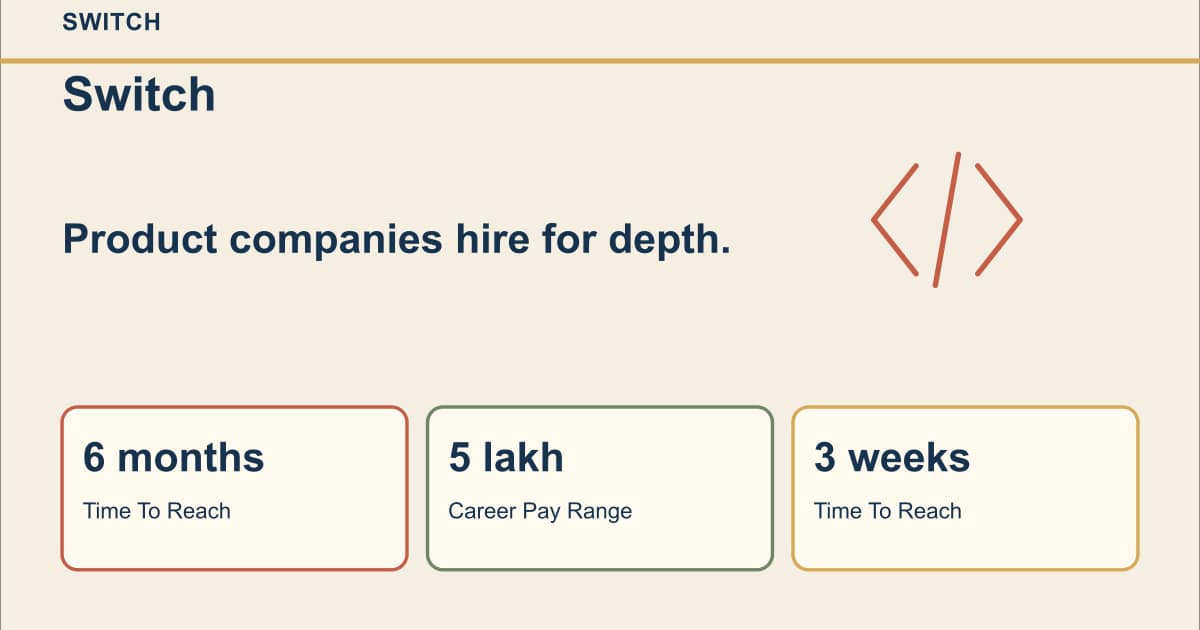 SWITCH
Switch
Product companies hire for depth.
6 months
Time To Reach
5 lakh
Career Pay Range
3 weeks
Time To Reach